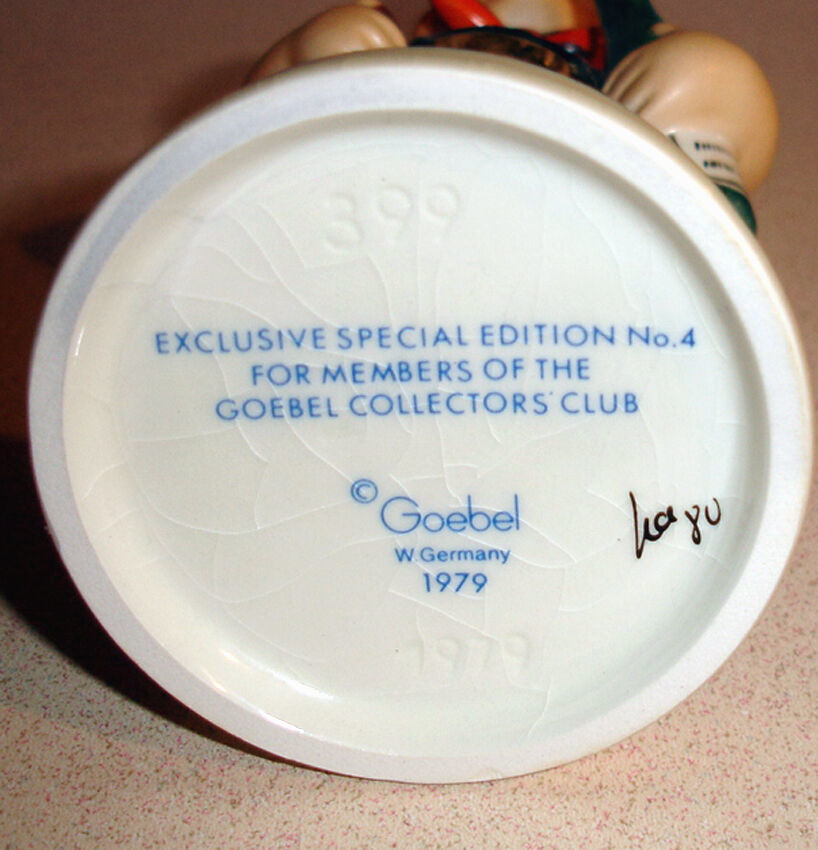 399
EXCLUSIVE SPECIAL EDITION No.4
FOR MEMBERS OF THE
GOEBEL COLLECTORS' CLUB
© Goebel
W. Germany
1979
1979